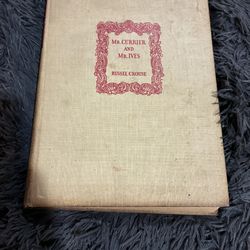 MR. CURRIER
AND
MR. IVES
RUSSEL CROUSE